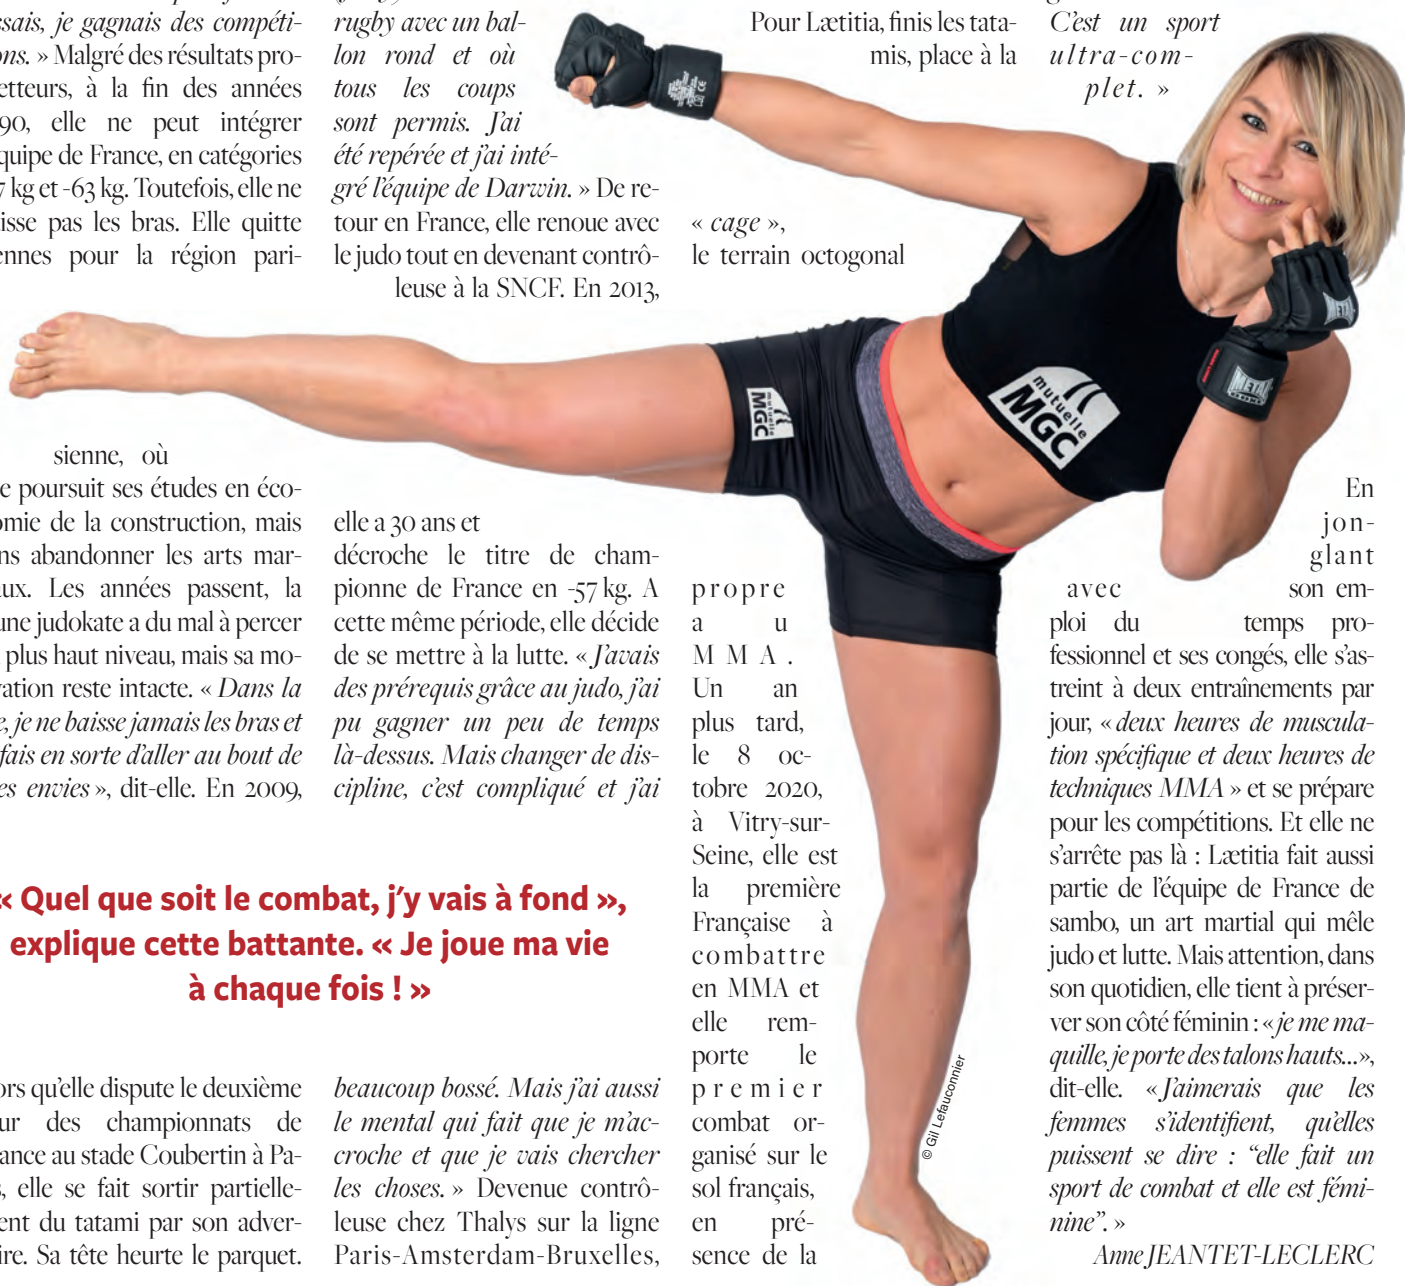 ssais, je gagnais des compéti-
ons. » Malgré des résultats pro-
etteurs, à la fin des années
90, elle ne peut intégrer
quipe de France, en catégories
7 kg et -63 kg. Toutefois, elle ne
isse pas les bras. Elle quitte
ennes pour la région pari-
sienne, où
e poursuit ses études en éco-
omie de la construction, mais
ns abandonner les arts mar-
aux. Les années passent, la
une judokate a du mal à percer
plus haut niveau, mais sa mo-
vation reste intacte. « Dans la
e, je ne baisse jamais les bras et
fais en sorte d'aller au bout de
es envies », dit-elle. En 2009,
« Quel que soit le combat, j'y vais à fond »,
explique cette battante. « Je joue ma vie
à chaque fois ! »
ors qu'elle dispute le deuxième
ur des championnats de
ance au stade Coubertin à Pa-
s, elle se fait sortir partielle-
ent du tatami par son adver-
ire. Sa tête heurte le parquet.
rugby avec un bal-
lon rond et où
tous les coups
sont permis. J'ai
été repérée et j'ai inté-
gré l'équipe de Darwin. » De re-
tour en France, elle renoue avec
le judo tout en devenant contrô-
leuse à la SNCF. En 2013,
elle a 30 ans et
décroche le titre de cham-
pionne de France en -57 kg. A
cette même période, elle décide
de se mettre à la lutte. « J'avais
des prérequis grâce au judo, j'ai
pu gagner un peu de temps
là-dessus. Mais changer de dis-
cipline, c'est compliqué et j'ai
beaucoup bossé. Mais j'ai aussi
le mental qui fait que je m'ac-
croche et que je vais chercher
les choses. » Devenue contrô-
leuse chez Thalys sur la ligne
Paris-Amsterdam-Bruxelles,
Pour Lætitia, finis les tata-
mis, place à la
« cage »,
le terrain octogonal
propre
au
MMA.
Un an
plus tard,
le 8 oc-
tobre 2020,
à Vitry-sur-
Seine, elle est
la première
Française à
combattre
en MMA et
elle rem-
porte le
premier
combat or-
ganisé sur le
sol français,
en pré-
sence de la
C'est un sport
ultra-com-
plet. »
En
jon-
glant
avec son em-
ploi du temps pro-
fessionnel et ses congés, elle s'as-
treint à deux entraînements par
jour, « deux heures de muscula-
tion spécifique et deux heures de
techniques MMA » et se prépare
pour les compétitions. Et elle ne
s'arrête pas là : Lætitia fait aussi
partie de l'équipe de France de
sambo, un art martial qui mêle
judo et lutte. Mais attention, dans
son quotidien, elle tient à préser-
ver son côté féminin : « je me ma-
quille, je porte des talons hauts... »,
dit-elle. « J'aimerais que les
femmes s'identifient, qu'elles
puissent se dire : “elle fait un
sport de combat et elle est fémi-
nine”. »
Anne JEANTET-LECLERC
© Gil Lefauconnier
mutuelle
MGC
mutuelle
MGC
METAL
METAL